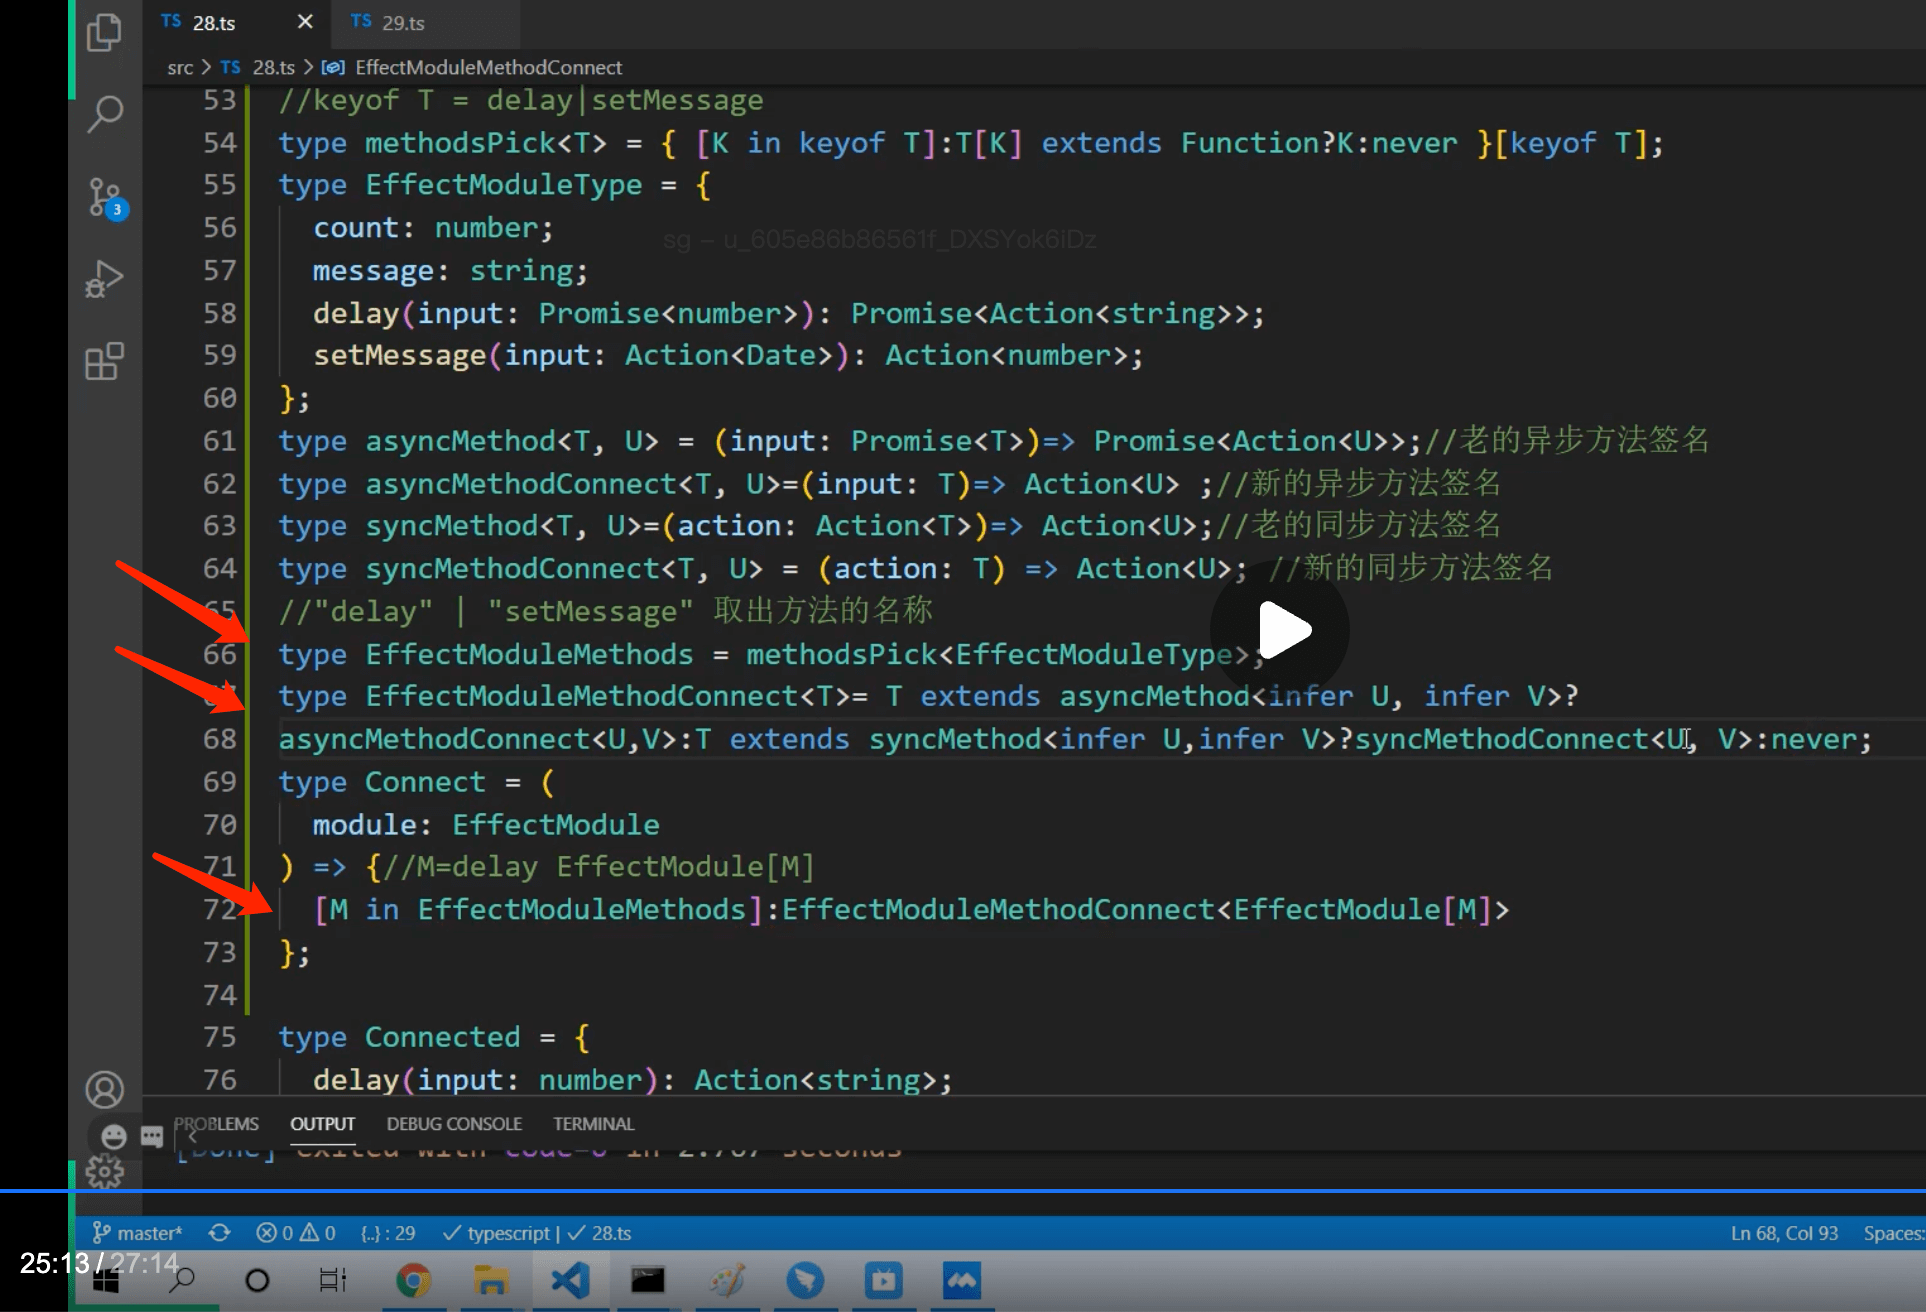 TS 28.ts ×
TS 29.ts
src > TS 28.ts > EffectModuleMethodConnect
53 //keyof T = delay|setMessage
54 type methodsPick<T> = { [K in keyof T]:T[K] extends Function?K:never }[keyof T];
55 type EffectModuleType = {
56 count: number;
sg – u_605e86b86561f_DXSYok6iDz
57 message: string;
58 delay(input: Promise<number>): Promise<Action<string>>;
59 setMessage(input: Action<Date>): Action<number>;
60 };
61 type asyncMethod<T, U> = (input: Promise<T>)=> Promise<Action<U>>;//老的异步方法签名
62 type asyncMethodConnect<T, U>=(input: T)=> Action<U> ;//新的异步方法签名
63 type syncMethod<T, U>=(action: Action<T>)=> Action<U>;//老的同步方法签名
64 type syncMethodConnect<T, U> = (action: T) => Action<U>; //新的同步方法签名
65 //"delay" | "setMessage" 取出方法的名称
66 type EffectModuleMethods = methodsPick<EffectModuleType>;
67 type EffectModuleMethodConnect<T>= T extends asyncMethod<infer U, infer V>?
68 asyncMethodConnect<U,V>:T extends syncMethod<infer U,infer V>?syncMethodConnect<U, V>:never;
69 type Connect = (
70 module: EffectModule
71 ) => {//M=delay EffectModule[M]
72 [M in EffectModuleMethods]:EffectModuleMethodConnect<EffectModule[M]>
73 };
74
75 type Connected = {
76 delay(input: number): Action<string>;
3
PROBLEMS OUTPUT DEBUG CONSOLE TERMINAL
[Done] exited with code=0 in 2.767 seconds
master* 0 0 {..} : 29 typescript | 28.ts Ln 68, Col 93 Spaces:
25:13 / 27:14